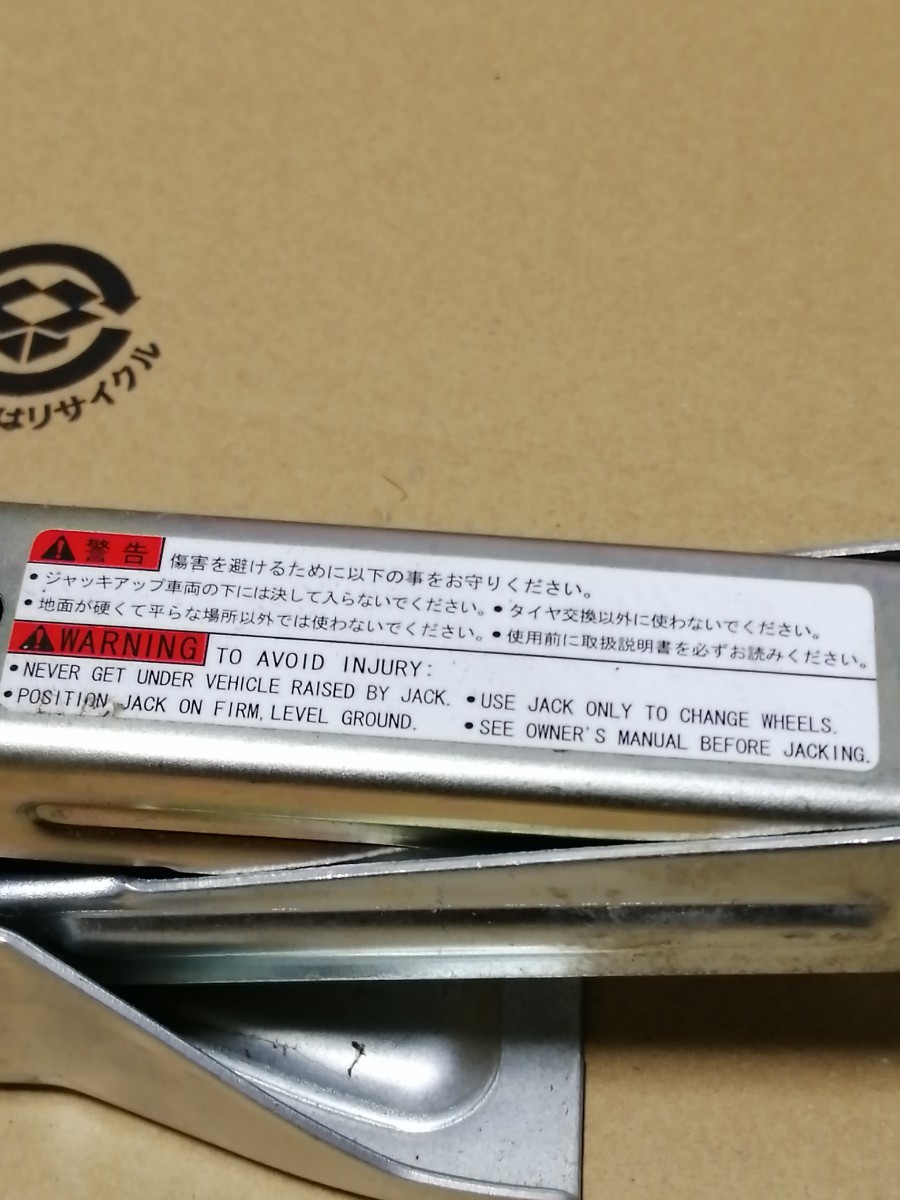 はリサイクル
警告 傷害を避けるために以下の事をお守りください。
•ジャッキアップ車両の下には決して入らないでください。•タイヤ交換以外に使わないでください。
•地面が硬くて平らな場所以外では使わないでください。•使用前に取扱説明書を必ずお読みください。
WARNING TO AVOID INJURY:
•NEVER GET UNDER VEHICLE RAISED BY JACK. •USE JACK ONLY TO CHANGE WHEELS.
•POSITION JACK ON FIRM, LEVEL GROUND. •SEE OWNER'S MANUAL BEFORE JACKING.